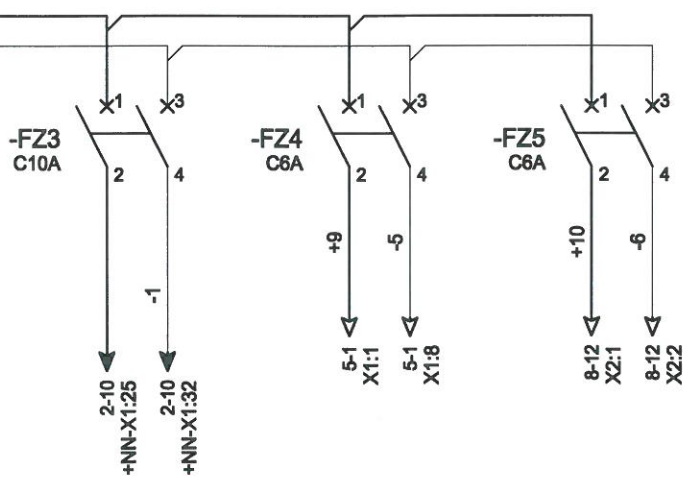 1
3
-FZ3
C10A
2
4
-1
2-10
+NN-X1:25
2-10
+NN-X1:32
1
3
-FZ4
C6A
2
4
+9
-5
5-1
X1:1
5-1
X1:8
1
3
-FZ5
C6A
2
4
+10
-6
8-12
X2:1
8-12
X2:2